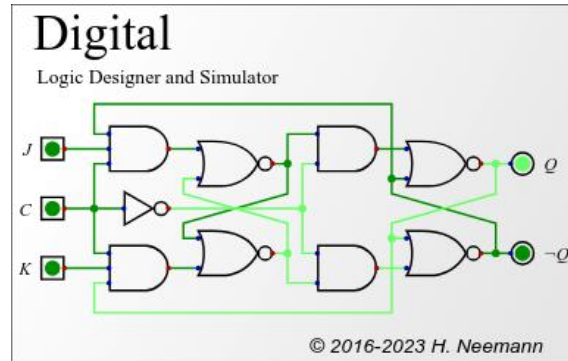 Digital
Logic Designer and Simulator
J
Q
C
K
¬Q
© 2016-2023 H. Neemann